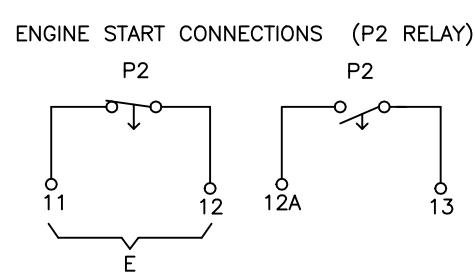 ENGINE START CONNECTIONS (P2 RELAY)
P2 P2
11 12 12A 13
E